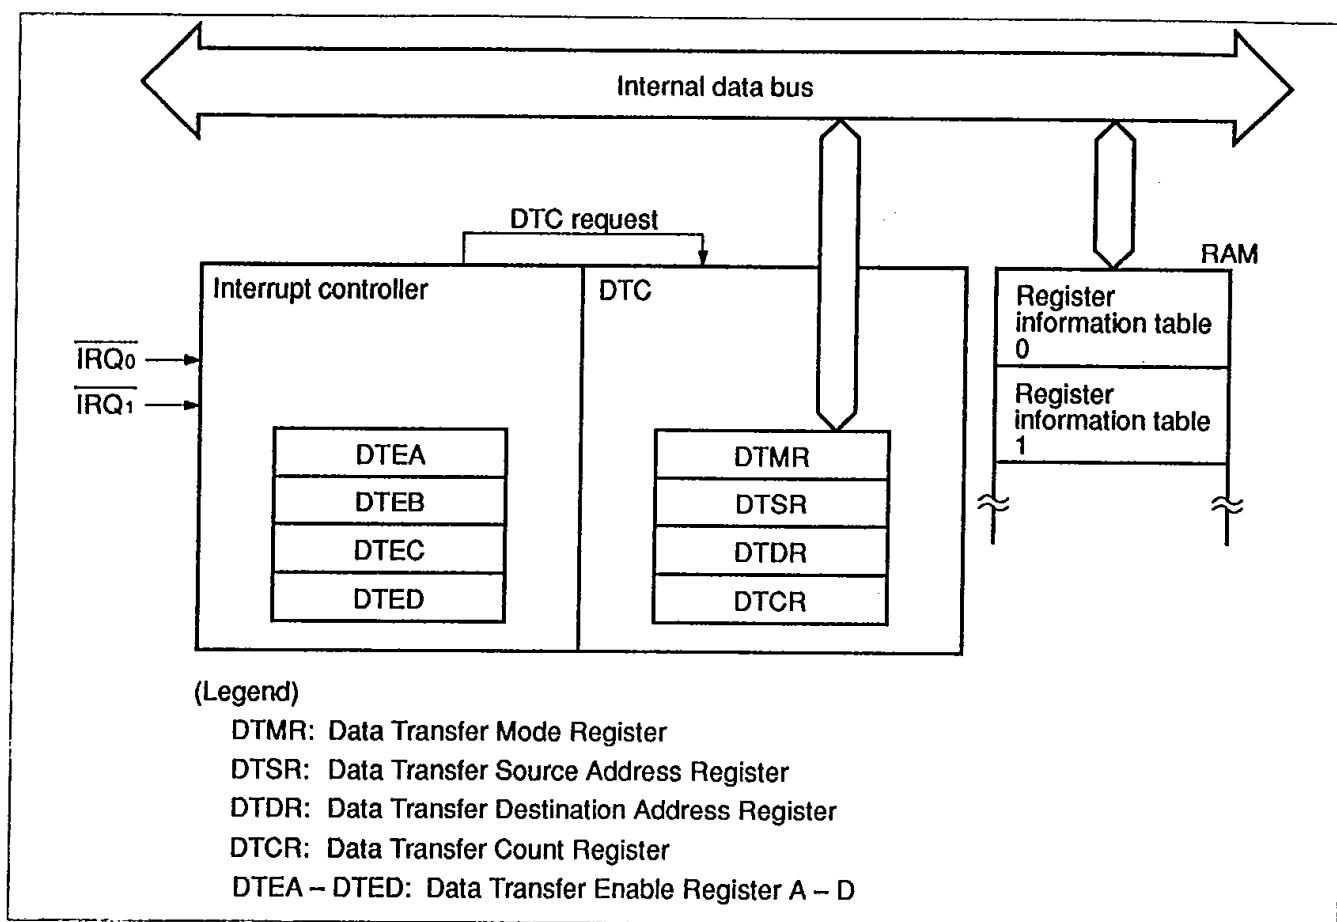 Internal data bus
DTC request
RAM
Interrupt controller
DTC
Register
information table
0
Register
information table
1
IRQ0
IRQ1
DTEA
DTEB
DTEC
DTED
DTMR
DTSR
DTDR
DTCR
(Legend)
DTMR: Data Transfer Mode Register
DTSR: Data Transfer Source Address Register
DTDR: Data Transfer Destination Address Register
DTCR: Data Transfer Count Register
DTEA – DTED: Data Transfer Enable Register A – D